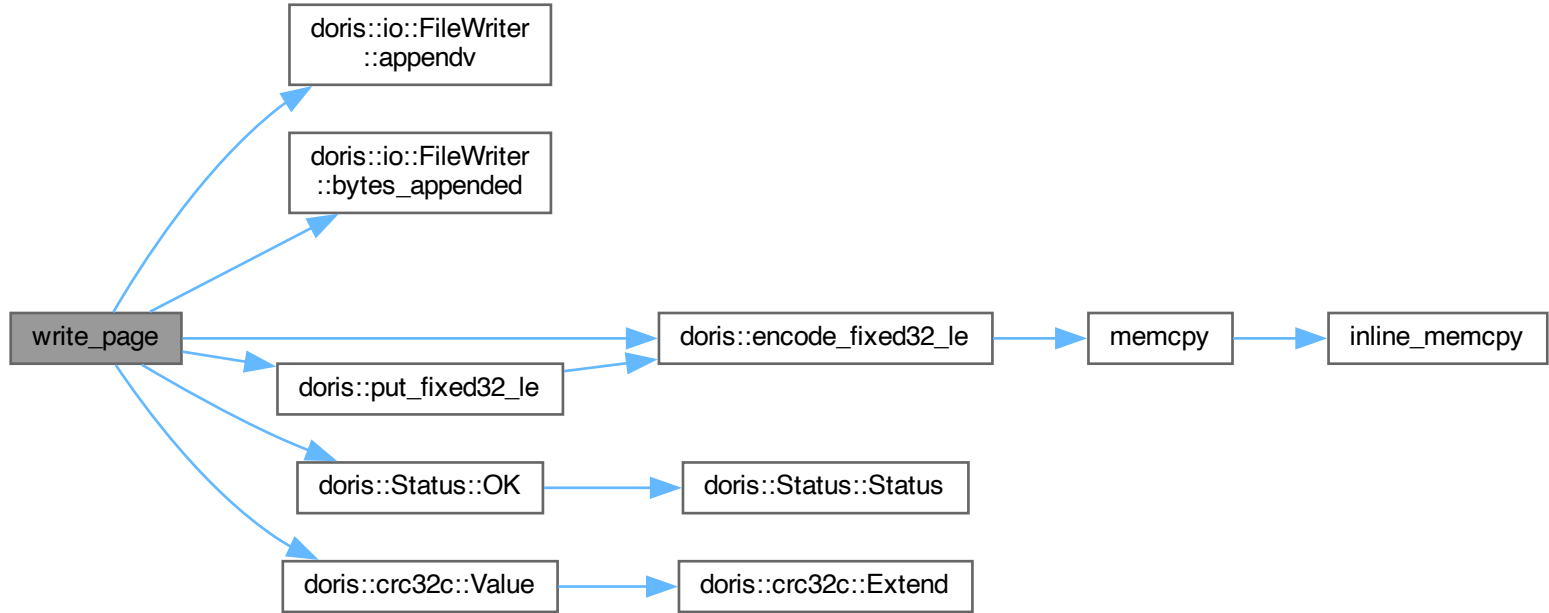 doris::io::FileWriter
::appendv
doris::io::FileWriter
::bytes_appended
write_page
doris::encode_fixed32_le
memcpy
inline_memcpy
doris::put_fixed32_le
doris::Status::OK
doris::Status::Status
doris::crc32c::Value
doris::crc32c::Extend